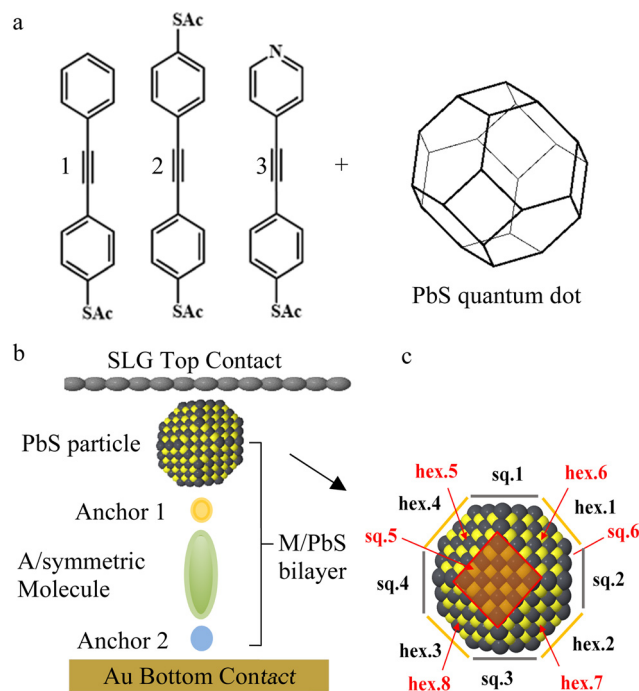 a
SAc
N
1
2
3
+
SAc
SAc
SAc
PbS quantum dot
b
SLG Top Contact
PbS particle
Anchor 1
A/symmetric
Molecule
Anchor 2
M/PbS
bilayer
Au Bottom Contact
c
hex.5
sq.1
hex.6
hex.4
hex.1
sq.5
sq.6
sq.4
sq.2
hex.3
hex.2
hex.8
sq.3
hex.7